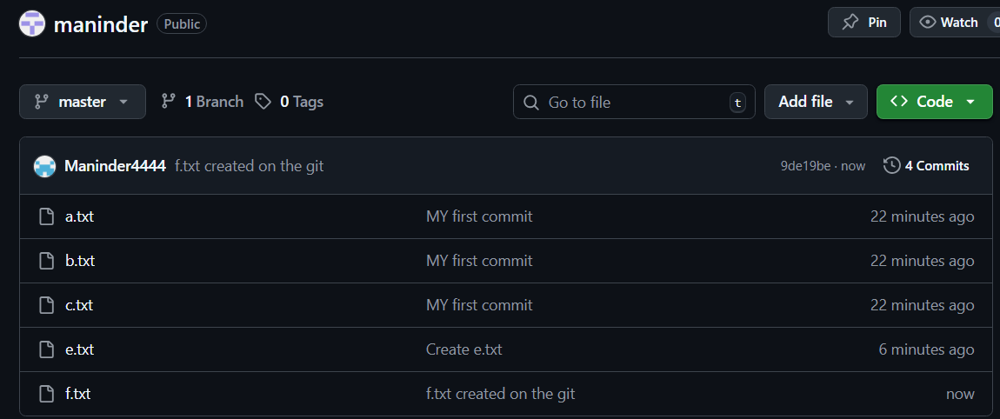 maninder Public Pin Watch 0
master 1 Branch 0 Tags Go to file t Add file Code
Maninder4444 f.txt created on the git 9de19be · now 4 Commits
a.txt MY first commit 22 minutes ago
b.txt MY first commit 22 minutes ago
c.txt MY first commit 22 minutes ago
e.txt Create e.txt 6 minutes ago
f.txt f.txt created on the git now